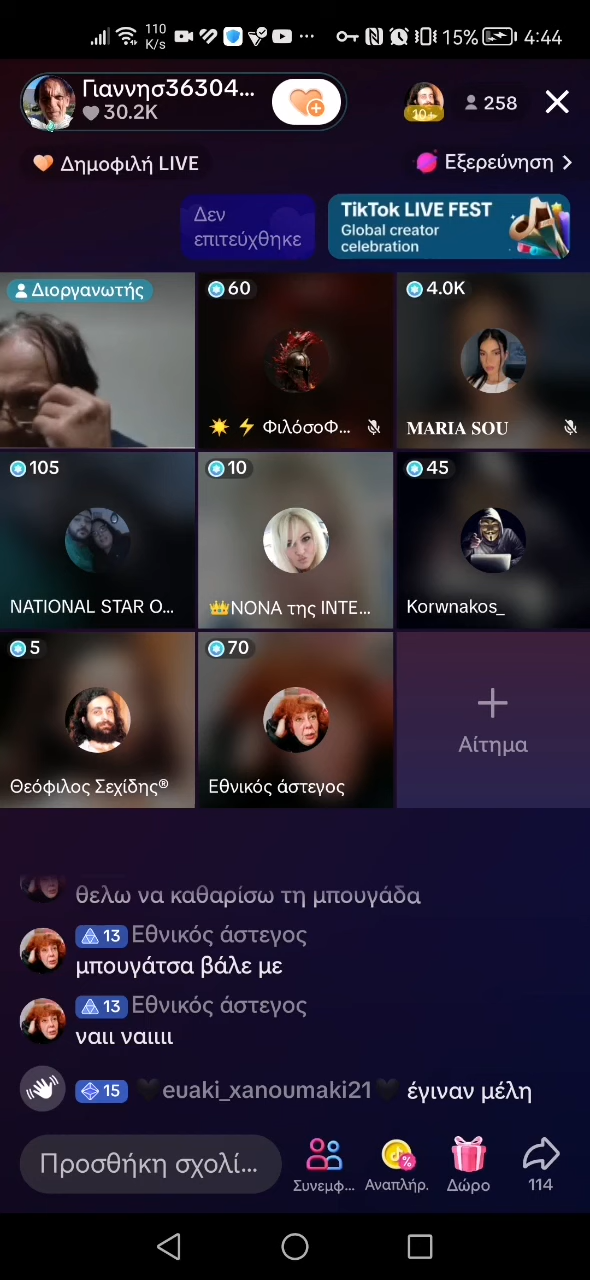 110 K/s 15% 4:44
Γιαννησ36304...
30.2K
10+
258
Δημοφιλή LIVE
Εξερεύνηση
Δεν
επιτεύχθηκε
TikTok LIVE FEST
Global creator
celebration
Διοργανωτής
60
ΦιλόσοΦ...
4.0K
MARIA SOU
105
NATIONAL STAR O...
10
NONA της INTE...
45
Korwnakos_
5
Θεόφιλος Σεχίδης®
70
Εθνικός άστεγος
Αίτημα
θελω να καθαρίσω τη μπουγάδα
13 Εθνικός άστεγος
μπουγάτσα βάλε με
13 Εθνικός άστεγος
ναιι ναιιιι
15 🖤euaki_xanoumaki21🖤 έγιναν μέλη
Προσθήκη σχολί...
Συνεμφ...
Αναπλήρ.
Δώρο
114